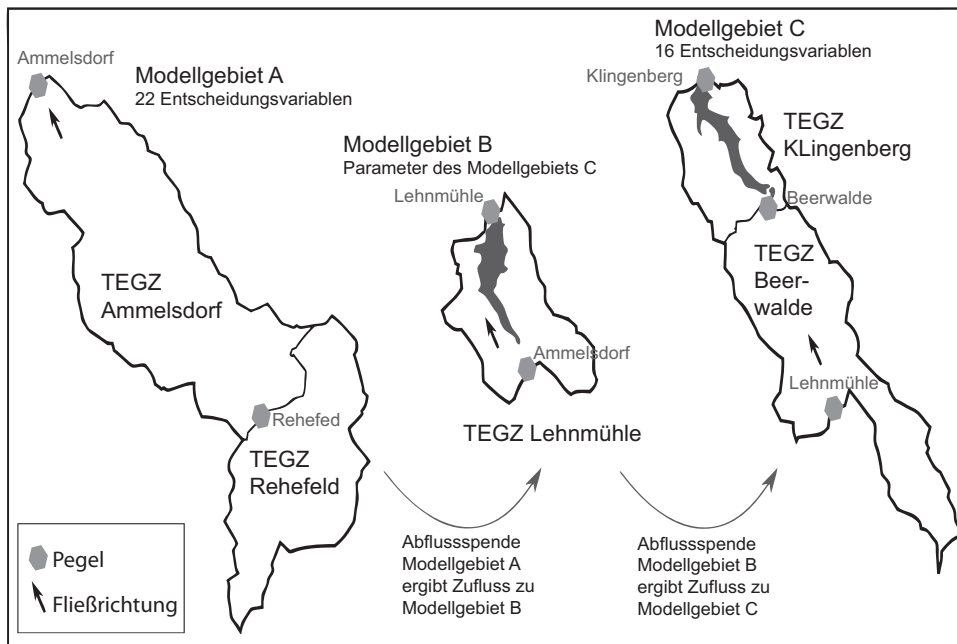 Ammelsdorf
Modellgebiet A
22 Entscheidungsvariablen
TEGZ
Ammelsdorf
Rehefed
TEGZ
Rehefeld
Modellgebiet B
Parameter des Modellgebiets C
Lehnmühle
Ammelsdorf
TEGZ Lehnmühle
Modellgebiet C
16 Entscheidungsvariablen
Klingenberg
TEGZ
KLingenberg
Beerwalde
TEGZ
Beer-
walde
Lehnmühle
Abflussspende
Modellgebiet A
ergibt Zufluss zu
Modellgebiet B
Abflussspende
Modellgebiet B
ergibt Zufluss zu
Modellgebiet C
Pegel
Fließrichtung